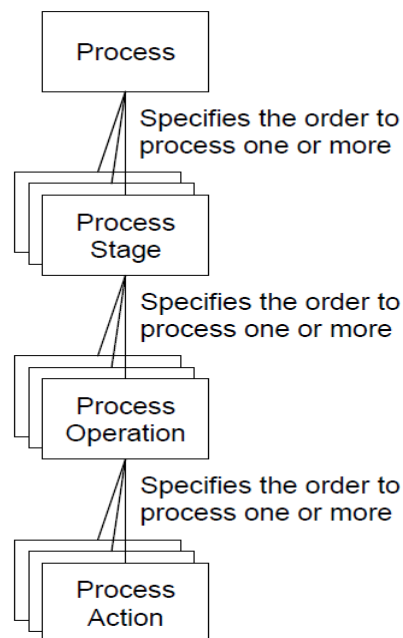 Process
Specifies the order to
process one or more
Process
Stage
Specifies the order to
process one or more
Process
Operation
Specifies the order to
process one or more
Process
Action